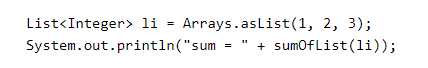 List<Integer> li = Arrays.asList(1, 2, 3);
System.out.println("sum = " + sumOfList(li));